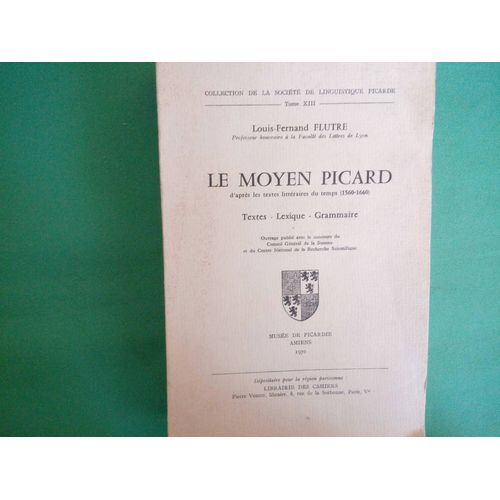 COLLECTION DE LA SOCIÉTÉ DE LINGUISTIQUE PICARDE
Tome XIII
Louis-Fernand FLUTRE
Professeur honoraire à la Faculté des Lettres de Lyon
LE MOYEN PICARD
d'après les textes littéraires du temps (1560-1660)
Textes - Lexique - Grammaire
Ouvrage publié avec le concours du
Conseil Général de la Somme
et du Centre National de la Recherche Scientifique
MUSÉE DE PICARDIE
AMIENS
1970
Dépositaire pour la région parisienne :
LIBRAIRIE DES CAHIERS
Pierre libraire, 8, rue de la Sorbonne, Paris, Ve